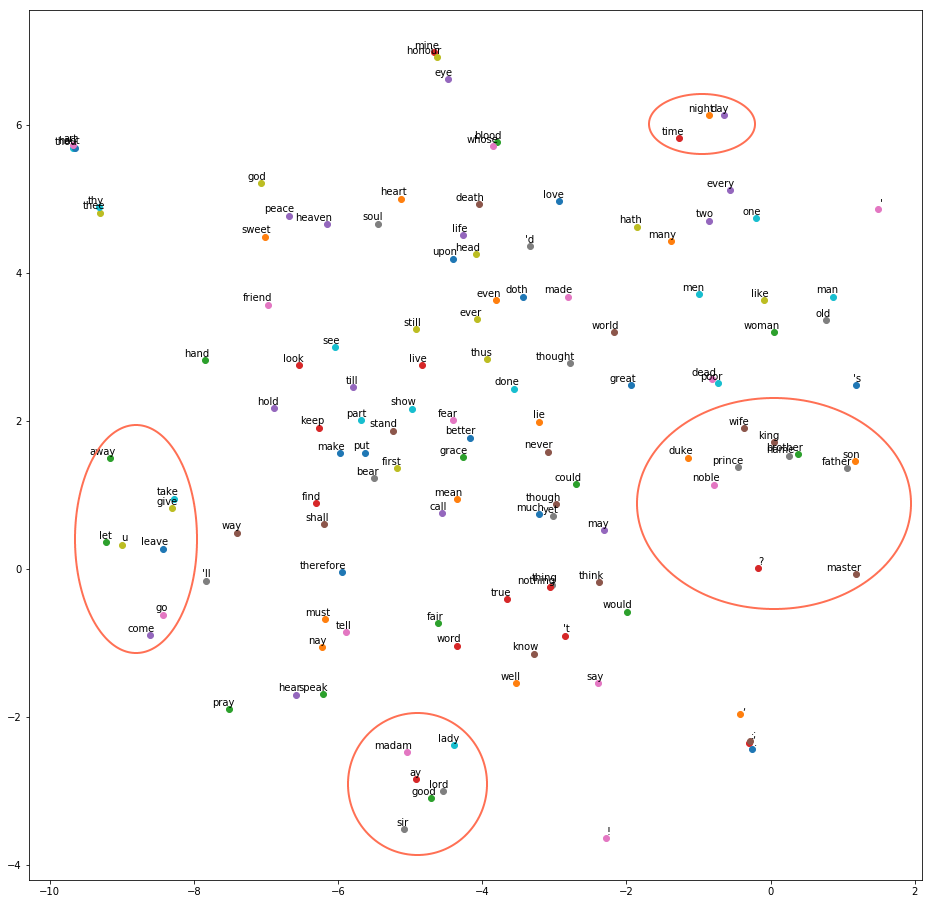 mine
honour
eye
night day
time
blood
whose
art
thou
god
every
thy
thee
peace
heaven
heart
soul
death
love
'
sweet
life
upon
head
'd
hath
many
two
one
friend
even
doth
made
men
like
man
old
ever
still
world
woman
hand
see
look
live
thus
thought
great
dead
poor
's
till
done
hold
part
show
keep
stand
fear
lie
better
wife
king
away
make
put
first
grace
never
duke
brother
name
son
prince
father
bear
noble
take
give
find
mean
could
though
much
yet
call
shall
way
may
let
u
leave
?
therefore
master
'll
thing
nothing
think
true
go
come
must
tell
nay
fair
word
would
't
know
hear speak
well
say
pray
,
.
;
madam
lady
ay
lord
good
sir
!
6
4
2
0
−2
−4
−10
−8
−6
−4
−2
0
2